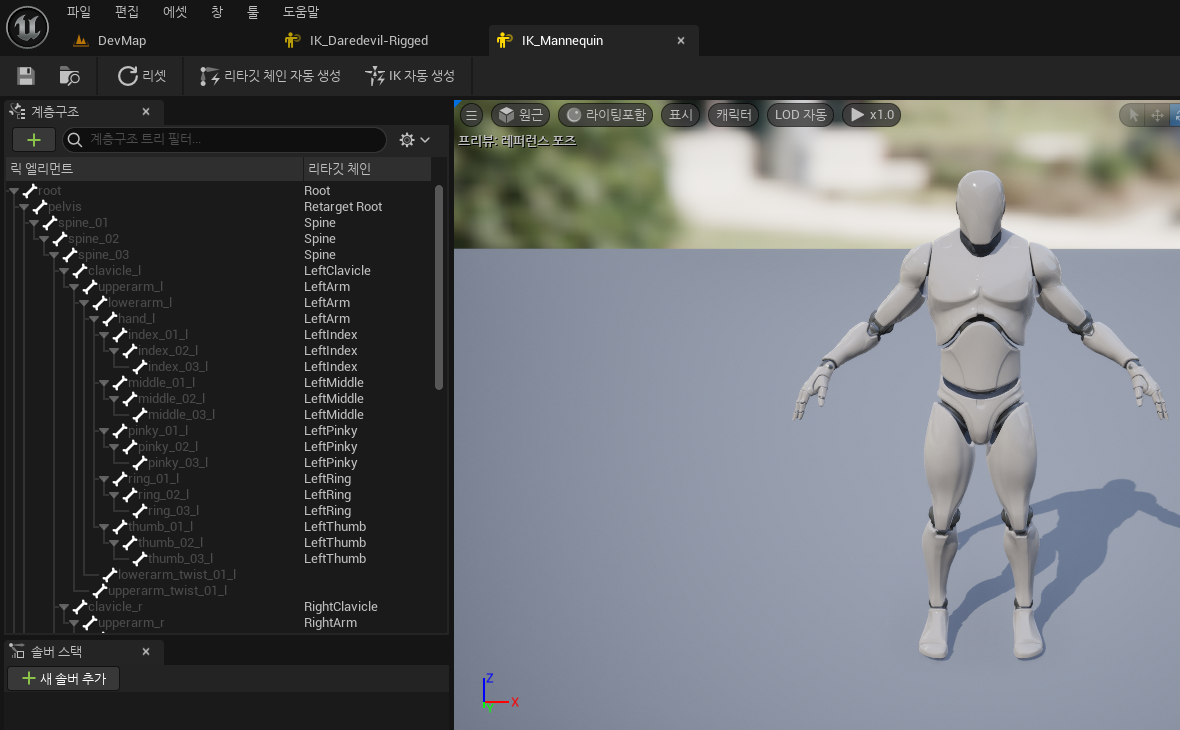 파일 편집 에셋 창 툴 도움말
DevMap IK_Daredevil-Rigged IK_Mannequin
리셋 리타깃 체인 자동 생성 IK 자동 생성
계층구조
계층구조 트리 필터...
릭 엘리먼트 리타깃 체인
root Root
pelvis Retarget Root
spine_01 Spine
spine_02 Spine
spine_03 Spine
clavicle_l LeftClavicle
upperarm_l LeftArm
lowerarm_l LeftArm
hand_l LeftArm
index_01_l LeftIndex
index_02_l LeftIndex
index_03_l LeftIndex
middle_01_l LeftMiddle
middle_02_l LeftMiddle
middle_03_l LeftMiddle
pinky_01_l LeftPinky
pinky_02_l LeftPinky
pinky_03_l LeftPinky
ring_01_l LeftRing
ring_02_l LeftRing
ring_03_l LeftRing
thumb_01_l LeftThumb
thumb_02_l LeftThumb
thumb_03_l LeftThumb
lowerarm_twist_01_l
upperarm_twist_01_l
clavicle_r RightClavicle
upperarm_r RightArm
솔버 스택
새 솔버 추가
원근 라이팅포함 표시 캐릭터 LOD 자동 x1.0
프리뷰: 레퍼런스 포즈
Z
X
Y